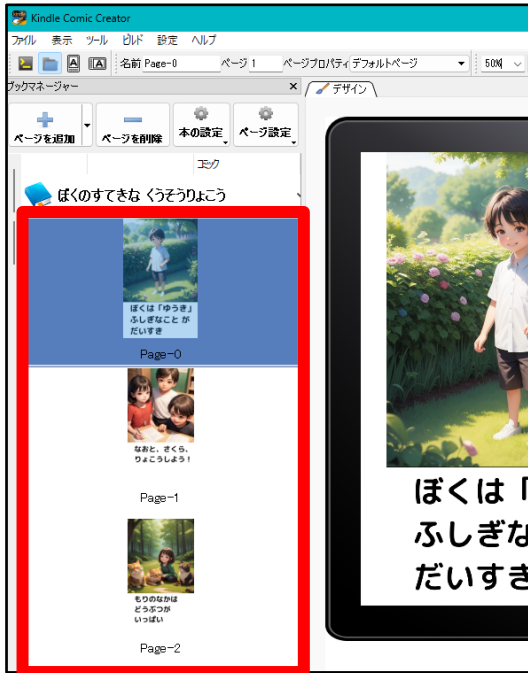 Kindle Comic Creator
ファイル 表示 ツール ビルド 設定 ヘルプ
名前 Page-0 ページ 1 ページプロパティ デフォルトページ 50%
ブックマネージャー
デザイン
ページを追加 ページを削除 本の設定 ページ設定
コミック
ぼくのすてきな くうそうりょこう
ぼくは「ゆうき」
ふしぎなこと が
だいすき
Page-0
なおと、さくら、
りょこうしよう!
Page-1
もりのなかは
どうぶつが
いっぱい
Page-2
ぼくは「
ふしぎな
だいすき